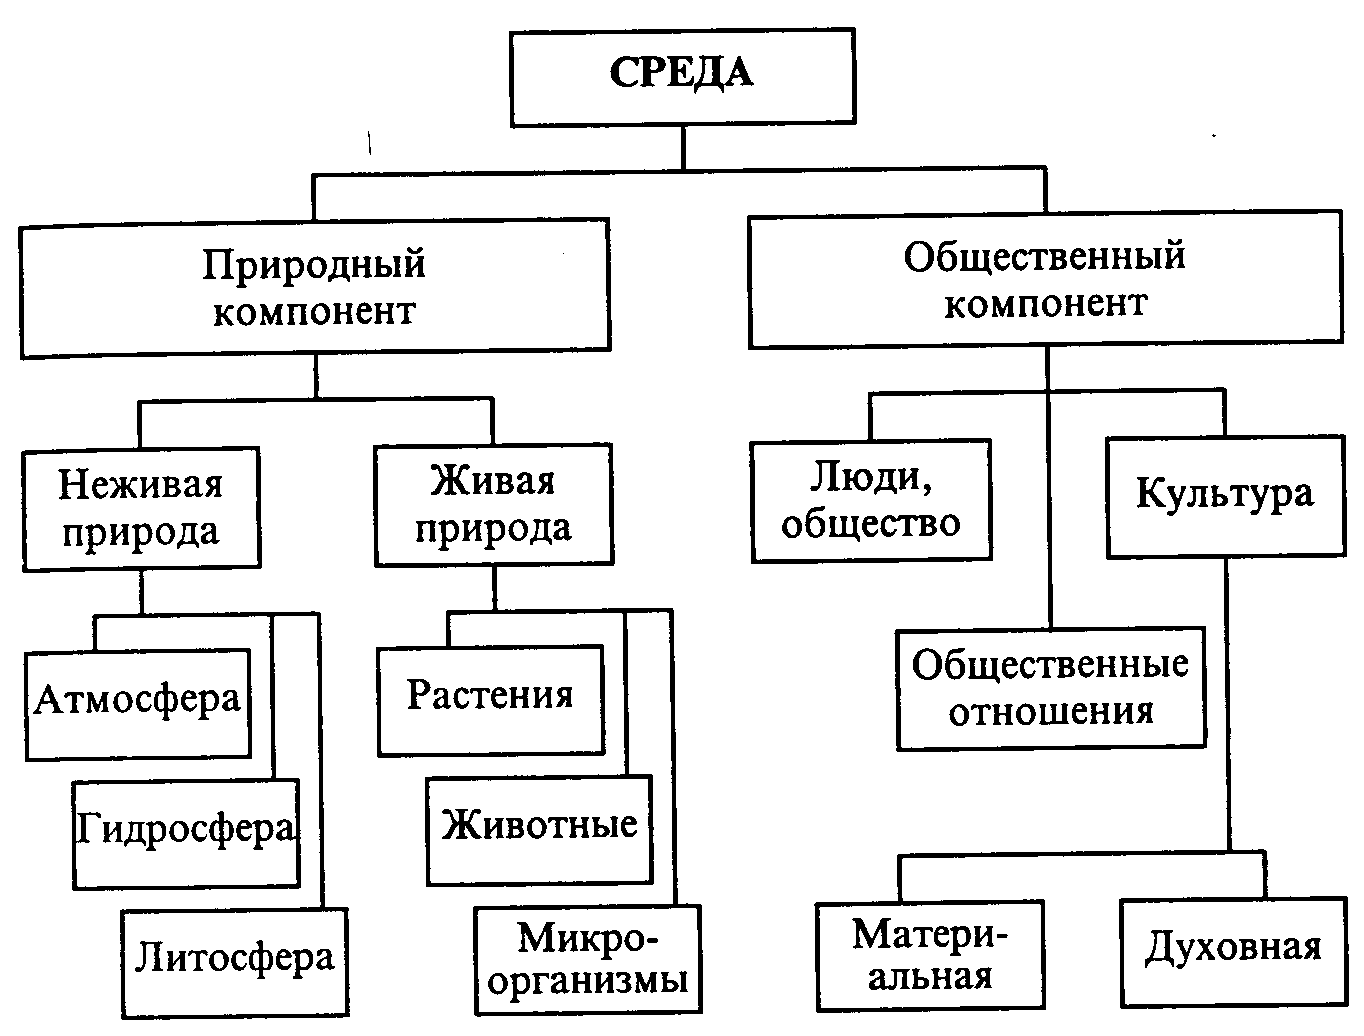 СРЕДА
Природный
компонент
Общественный
компонент
Неживая
природа
Живая
природа
Люди,
общество
Культура
Атмосфера
Растения
Общественные
отношения
Гидросфера
Животные
Литосфера
Микро-
организмы
Матери-
альная
Духовная